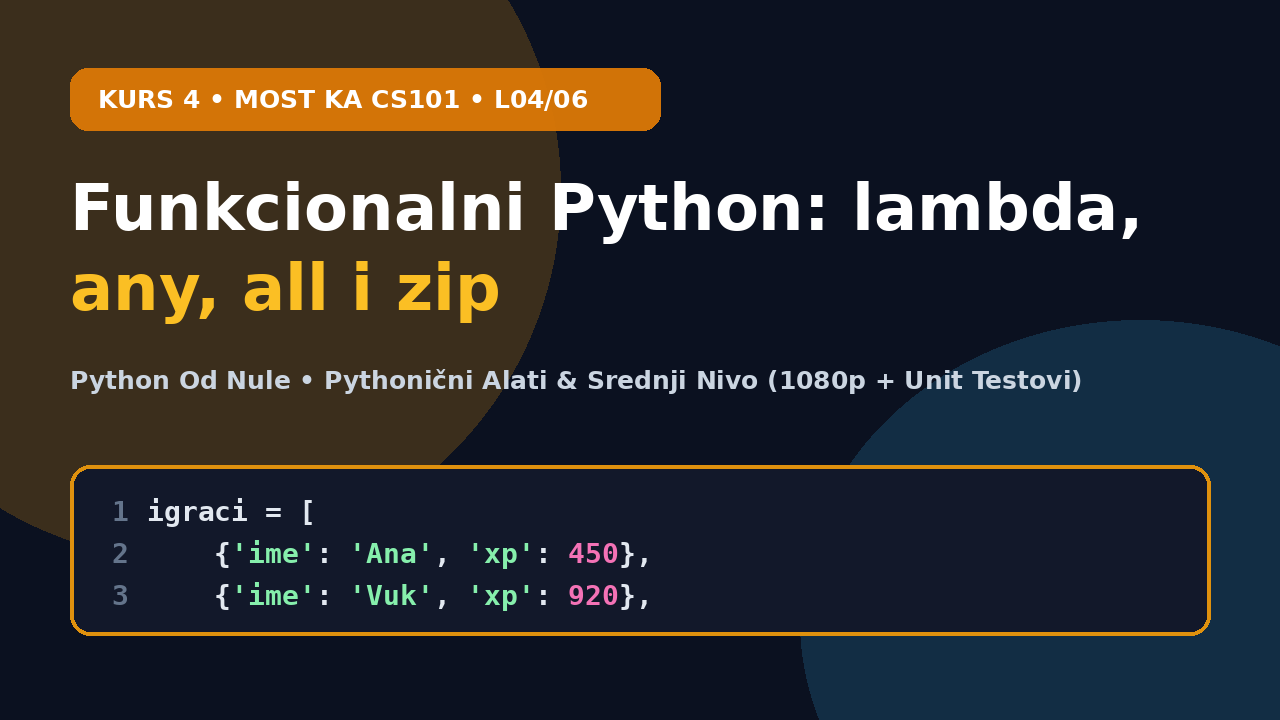 KURS 4 • MOST KA CS101 • L04/06
Funkcionalni Python: lambda,
any, all i zip
Python Od Nule • Pythonični Alati & Srednji Nivo (1080p + Unit Testovi)
1 igraci = [
2     {'ime': 'Ana', 'xp': 450},
3     {'ime': 'Vuk', 'xp': 920},